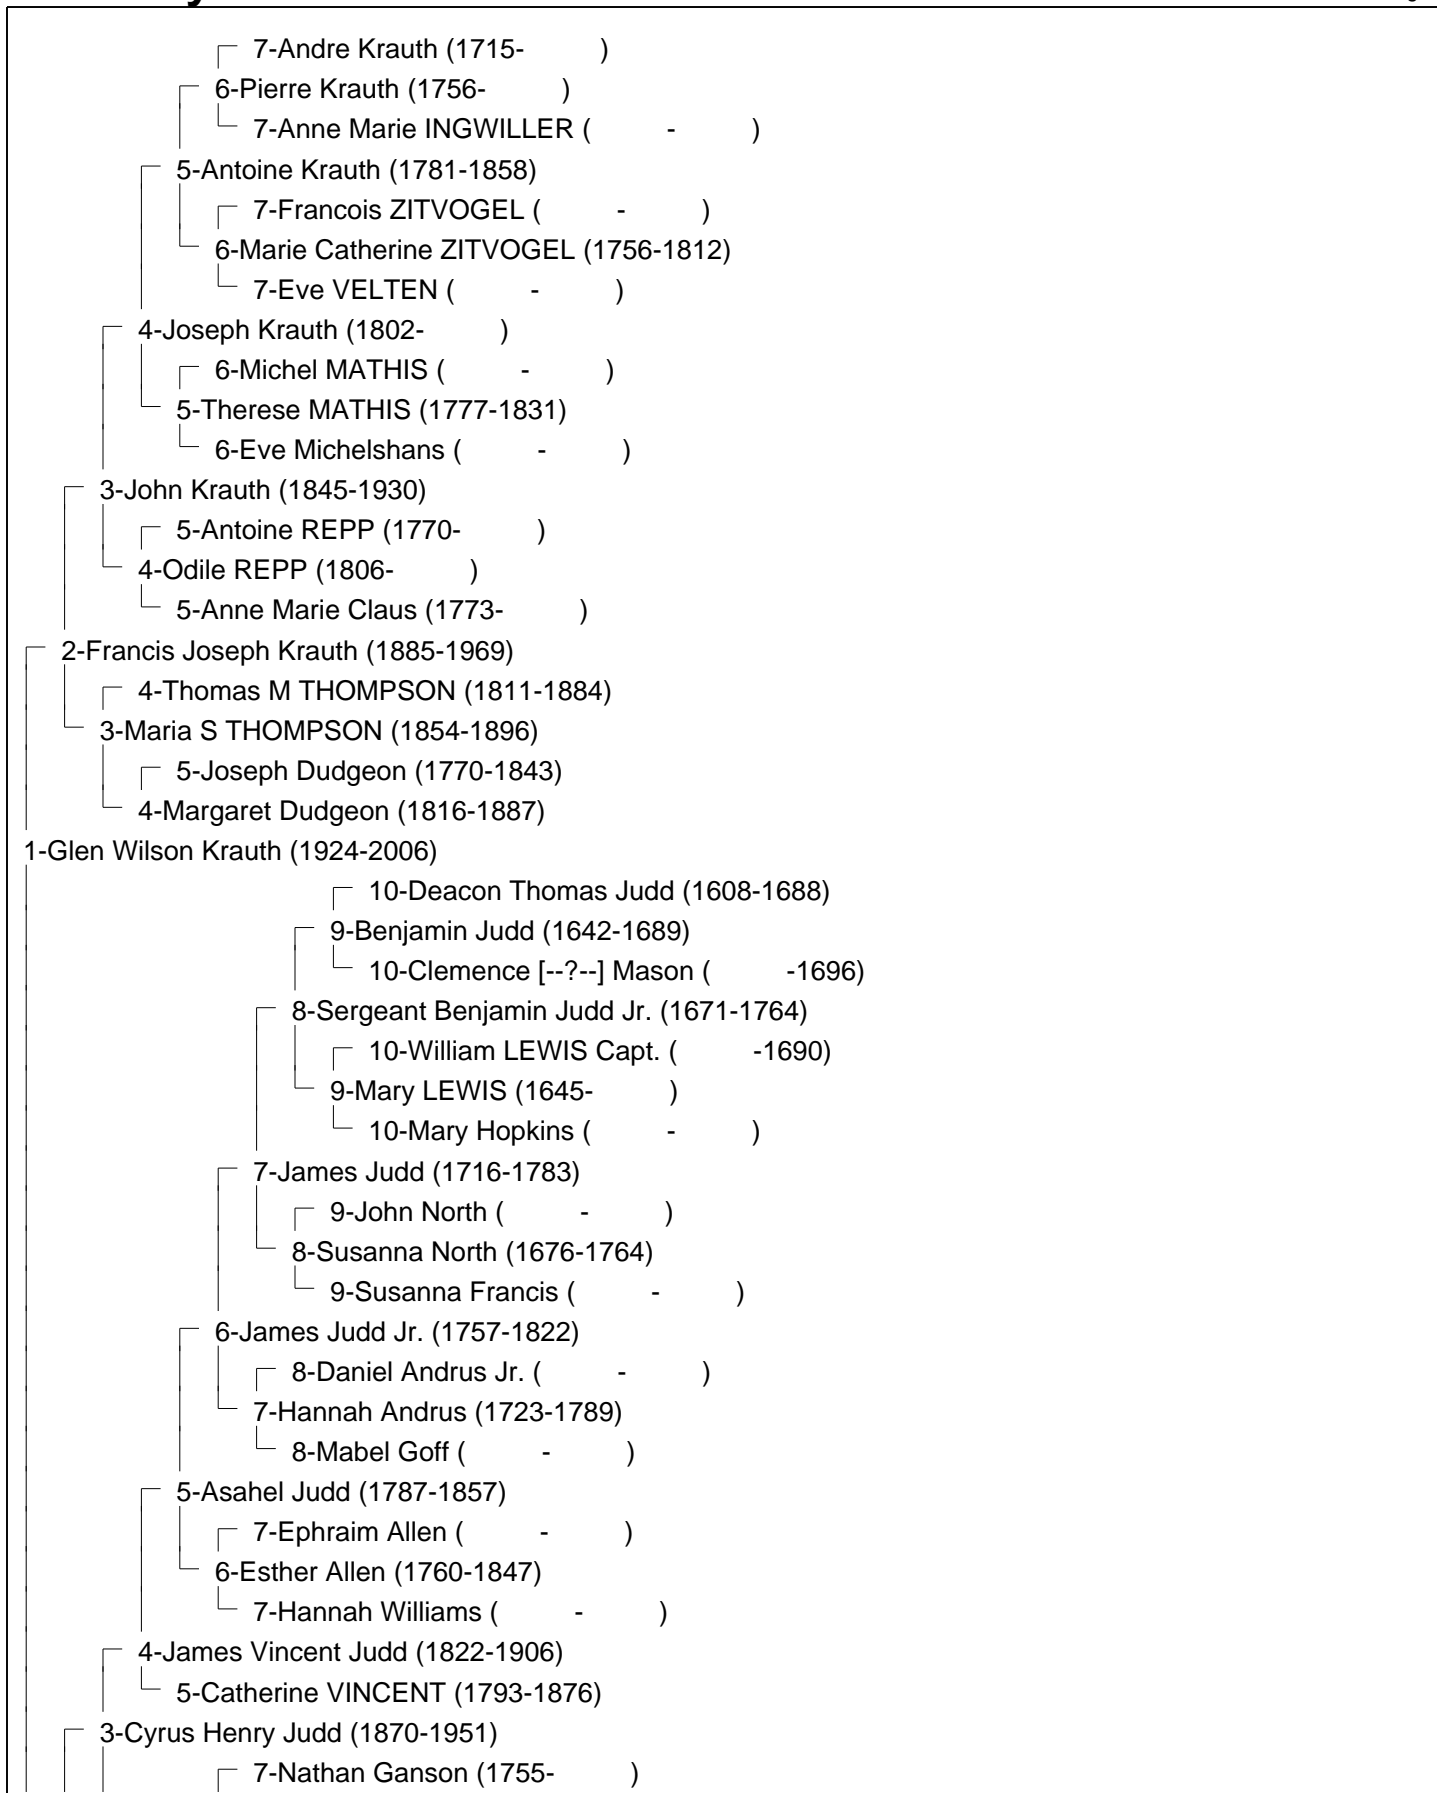 7-Andre Krauth (1715- )
6-Pierre Krauth (1756- )
7-Anne Marie INGWILLER ( - )
5-Antoine Krauth (1781-1858)
7-Francois ZITVOGEL ( - )
6-Marie Catherine ZITVOGEL (1756-1812)
7-Eve VELTEN ( - )
4-Joseph Krauth (1802- )
6-Michel MATHIS ( - )
5-Therese MATHIS (1777-1831)
6-Eve Michelshans ( - )
3-John Krauth (1845-1930)
5-Antoine REPP (1770- )
4-Odile REPP (1806- )
5-Anne Marie Claus (1773- )
2-Francis Joseph Krauth (1885-1969)
4-Thomas M THOMPSON (1811-1884)
3-Maria S THOMPSON (1854-1896)
5-Joseph Dudgeon (1770-1843)
4-Margaret Dudgeon (1816-1887)
1-Glen Wilson Krauth (1924-2006)
10-Deacon Thomas Judd (1608-1688)
9-Benjamin Judd (1642-1689)
10-Clemence [--?--] Mason ( -1696)
8-Sergeant Benjamin Judd Jr. (1671-1764)
10-William LEWIS Capt. ( -1690)
9-Mary LEWIS (1645- )
10-Mary Hopkins ( - )
7-James Judd (1716-1783)
9-John North ( - )
8-Susanna North (1676-1764)
9-Susanna Francis ( - )
6-James Judd Jr. (1757-1822)
8-Daniel Andrus Jr. ( - )
7-Hannah Andrus (1723-1789)
8-Mabel Goff ( - )
5-Asahel Judd (1787-1857)
7-Ephraim Allen ( - )
6-Esther Allen (1760-1847)
7-Hannah Williams ( - )
4-James Vincent Judd (1822-1906)
5-Catherine VINCENT (1793-1876)
3-Cyrus Henry Judd (1870-1951)
7-Nathan Ganson (1755- )